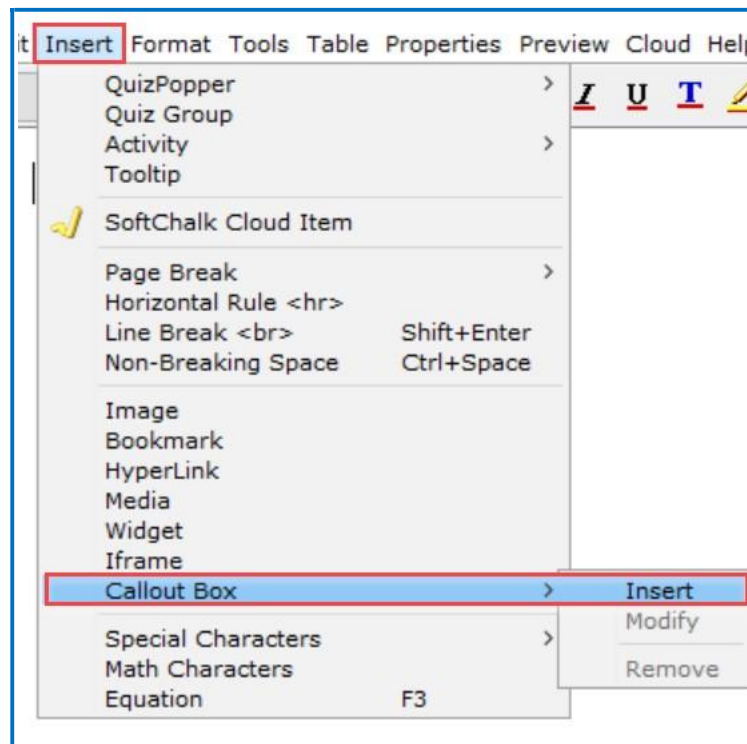 Insert Format Tools Table Properties Preview Cloud Help
QuizPopper >
Quiz Group
Activity >
Tooltip
I U T
SoftChalk Cloud Item
Page Break >
Horizontal Rule <hr>
Line Break <br> Shift+Enter
Non-Breaking Space Ctrl+Space
Image
Bookmark
HyperLink
Media
Widget
Iframe
Callout Box > Insert
Modify
Remove
Special Characters >
Math Characters
Equation F3